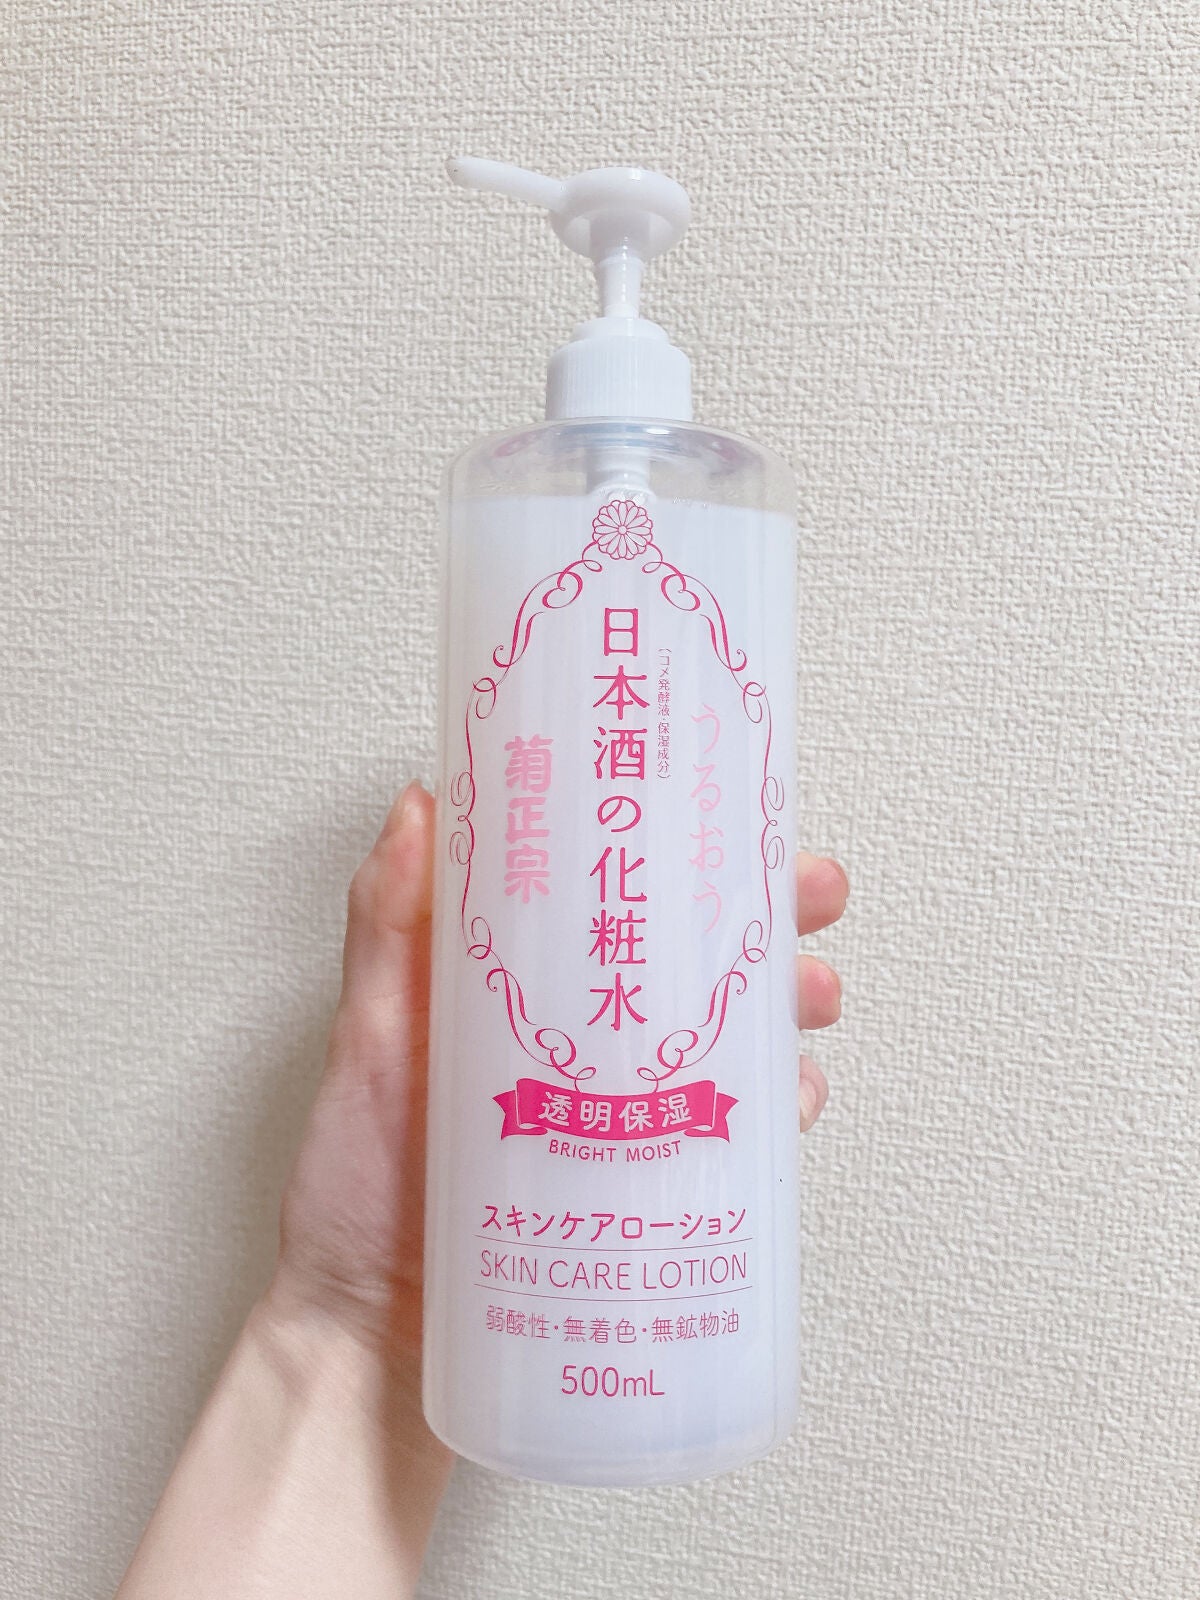 うるおう
日本酒の化粧水
(コメ発酵液・保湿成分)
菊正宗
透明保湿
BRIGHT MOIST
スキンケアローション
SKIN CARE LOTION
弱酸性・無着色・無鉱物油
500mL